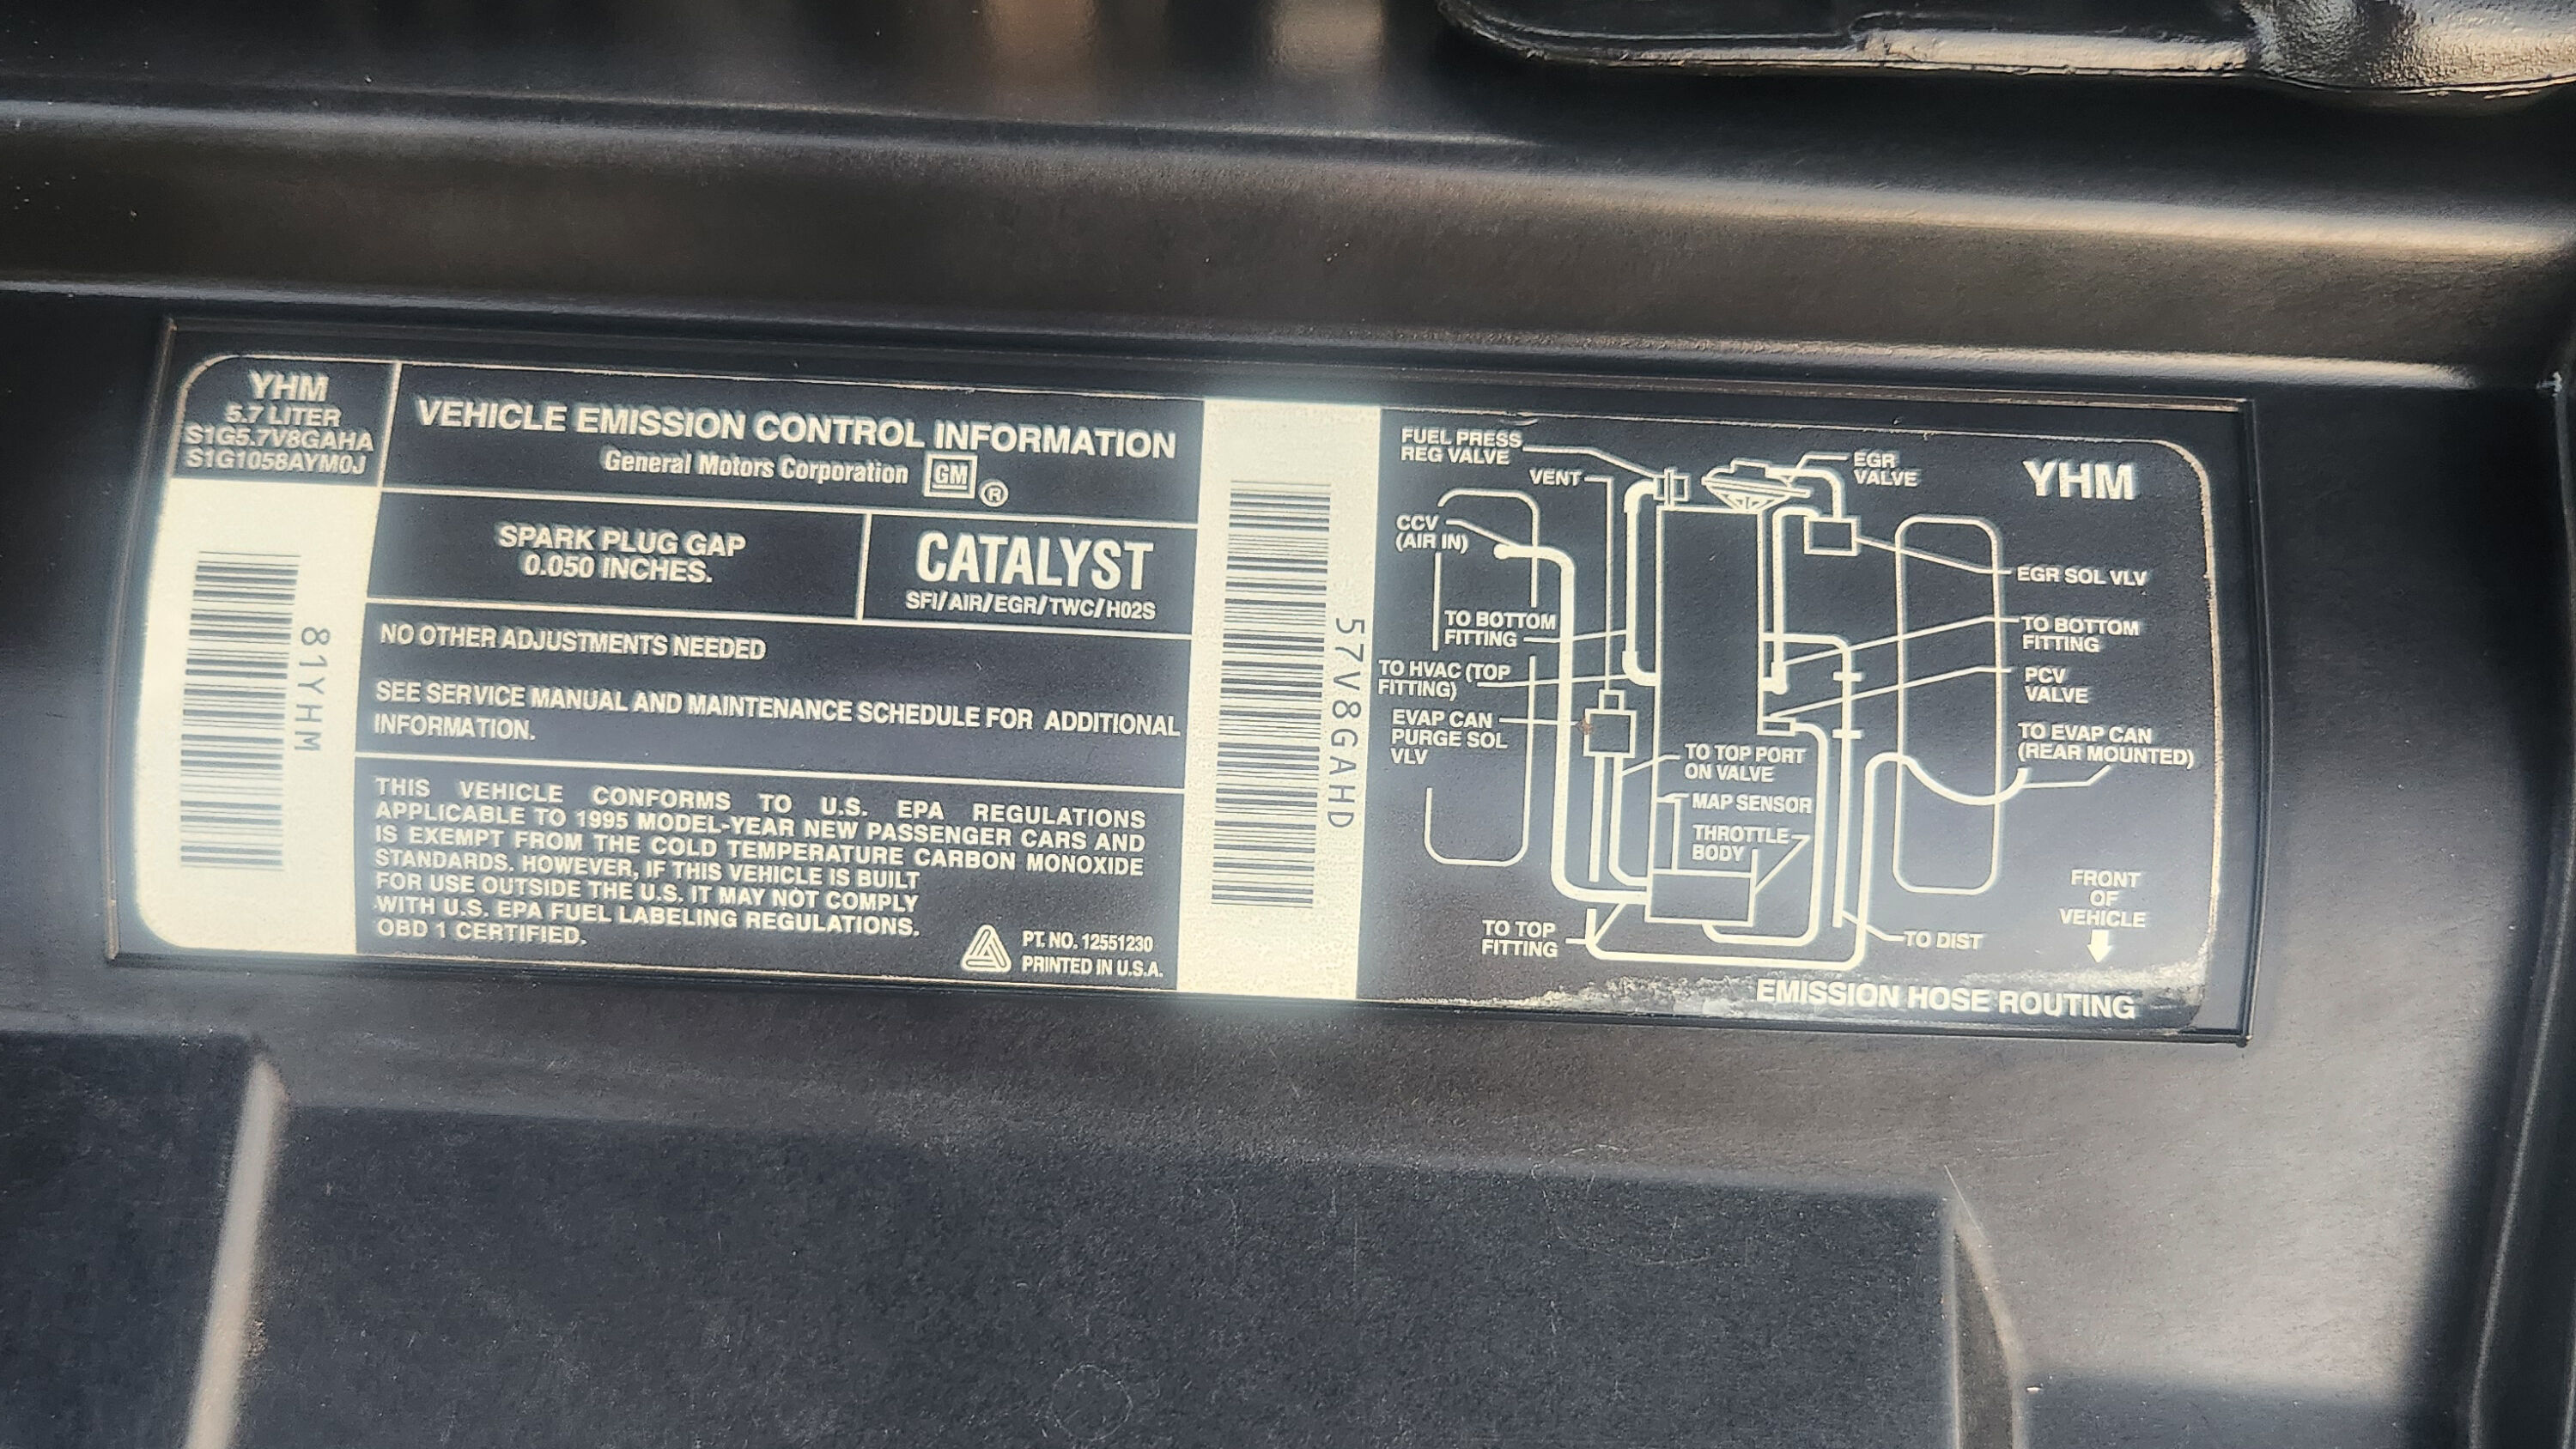 YHM
5.7 LITER
S1G5.7V8GAHA
S1G1058AYM0J
81YHM
VEHICLE EMISSION CONTROL INFORMATION
General Motors Corporation GM ®
SPARK PLUG GAP
0.050 INCHES.
CATALYST
SFI/AIR/EGR/TWC/H02S
NO OTHER ADJUSTMENTS NEEDED
SEE SERVICE MANUAL AND MAINTENANCE SCHEDULE FOR ADDITIONAL
INFORMATION.
THIS VEHICLE CONFORMS TO U.S. EPA REGULATIONS
APPLICABLE TO 1995 MODEL-YEAR NEW PASSENGER CARS AND
IS EXEMPT FROM THE COLD TEMPERATURE CARBON MONOXIDE
STANDARDS. HOWEVER, IF THIS VEHICLE IS BUILT
FOR USE OUTSIDE THE U.S. IT MAY NOT COMPLY
WITH U.S. EPA FUEL LABELING REGULATIONS.
OBD 1 CERTIFIED.
PT. NO. 12551230
PRINTED IN U.S.A.
57V8GAHD
FUEL PRESS
REG VALVE
VENT
CCV
(AIR IN)
TO BOTTOM
FITTING
TO HVAC (TOP
FITTING)
EVAP CAN
PURGE SOL
VLV
TO TOP PORT
ON VALVE
MAP SENSOR
THROTTLE
BODY
TO TOP
FITTING
EGR
VALVE
YHM
EGR SOL VLV
TO BOTTOM
FITTING
PCV
VALVE
TO EVAP CAN
(REAR MOUNTED)
TO DIST
FRONT
OF
VEHICLE
EMISSION HOSE ROUTING